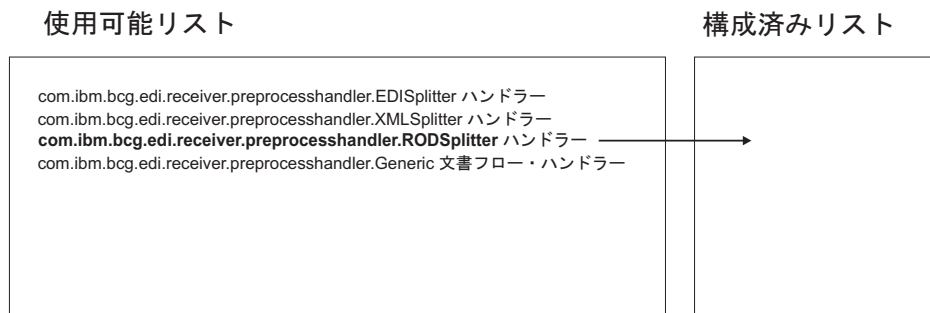 使用可能リスト
構成済みリスト
com.ibm.bcg.edi.receiver.preprocesshandler.EDISplitter ハンドラー
com.ibm.bcg.edi.receiver.preprocesshandler.XMLSplitter ハンドラー
com.ibm.bcg.edi.receiver.preprocesshandler.RODSplitter ハンドラー
com.ibm.bcg.edi.receiver.preprocesshandler.Generic 文書フロー・ハンドラー